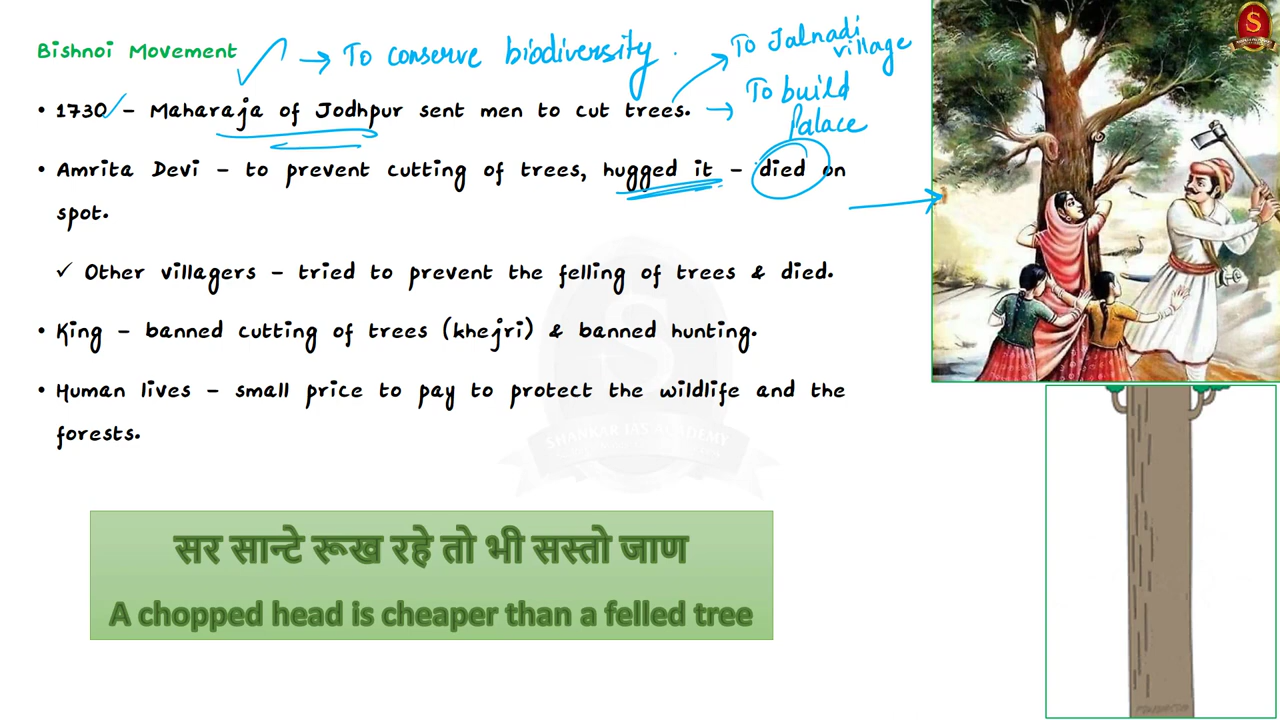 Bishnoi Movement
→ To conserve biodiversity.
To Jalnadi village
• 1730 – Maharaja of Jodhpur sent men to cut trees.
→ To build Palace
• Amrita Devi – to prevent cutting of trees, hugged it – died on
spot.
✓ Other villagers – tried to prevent the felling of trees & died.
• King – banned cutting of trees (khejri) & banned hunting.
• Human lives – small price to pay to protect the wildlife and the
forests.
SHANKAR IAS ACADEMY
सर सान्टे रूख रहे तो भी सस्तो जाण
A chopped head is cheaper than a felled tree